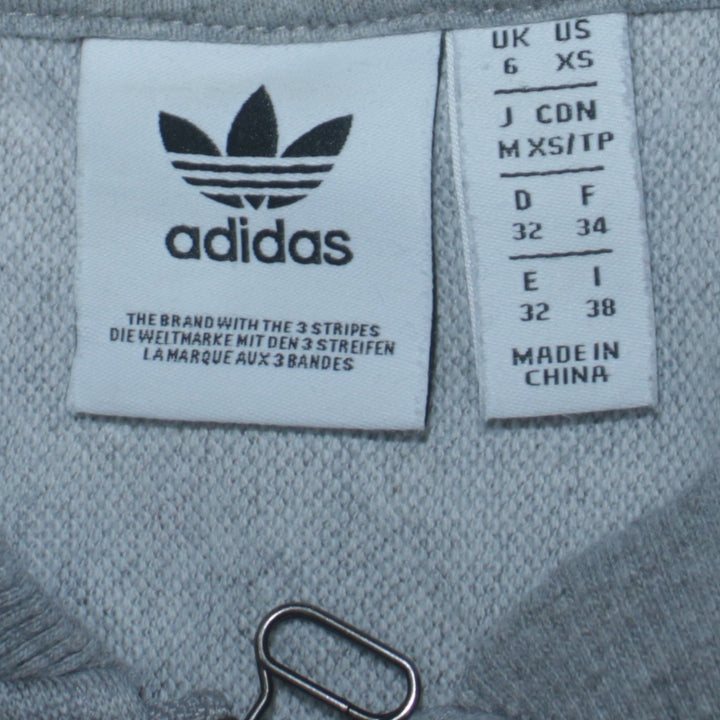 adidas
THE BRAND WITH THE 3 STRIPES
DIE WELTMARKE MIT DEN 3 STREIFEN
LA MARQUE AUX 3 BANDES
UK US
6 XS
J CDN
M XS/TP
D F
32 34
E I
32 38
MADE IN
CHINA